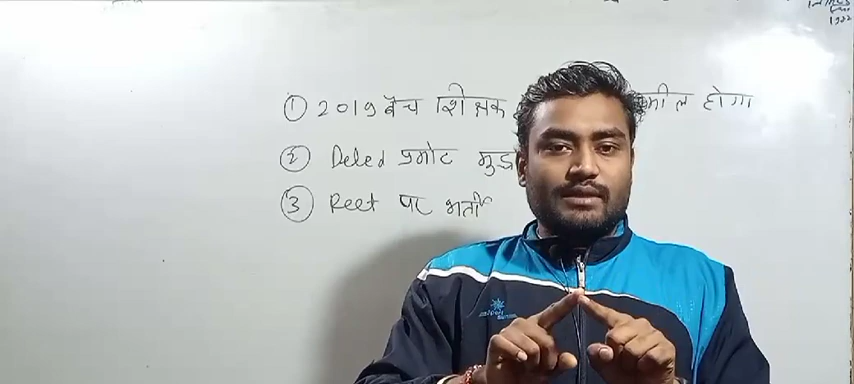 ① 2019 बैच शिक्षक मील होगा
② Deled प्रमोट
③ Reet पर भर्ती